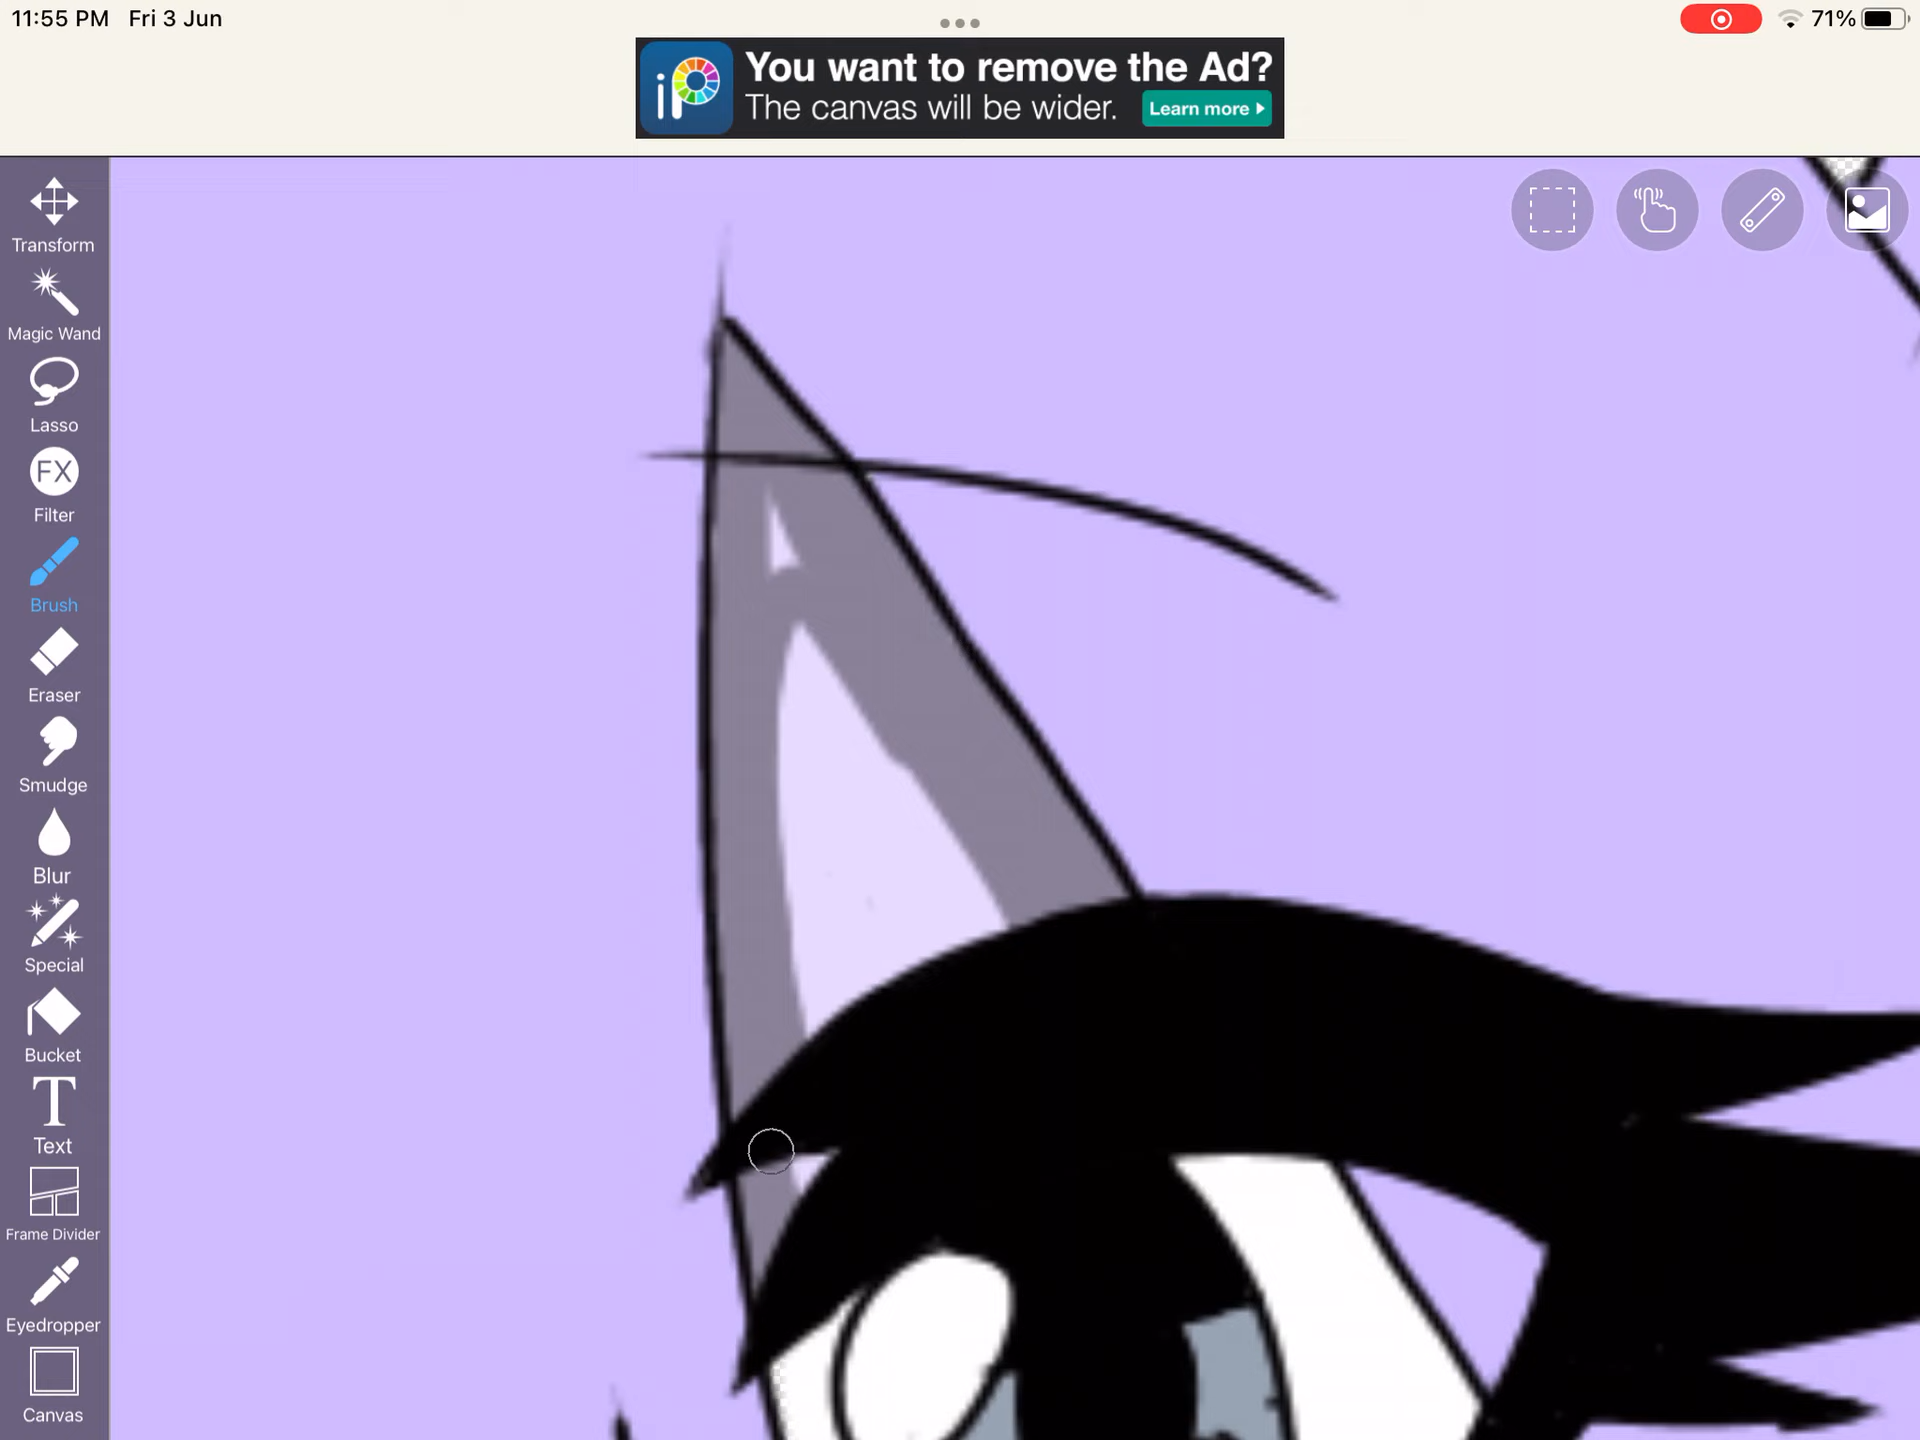 11:55 PM Fri 3 Jun
71%
iP
You want to remove the Ad?
The canvas will be wider.
Learn more
Transform
Magic Wand
Lasso
FX
Filter
Brush
Eraser
Smudge
Blur
Special
Bucket
T
Text
Frame Divider
Eyedropper
Canvas